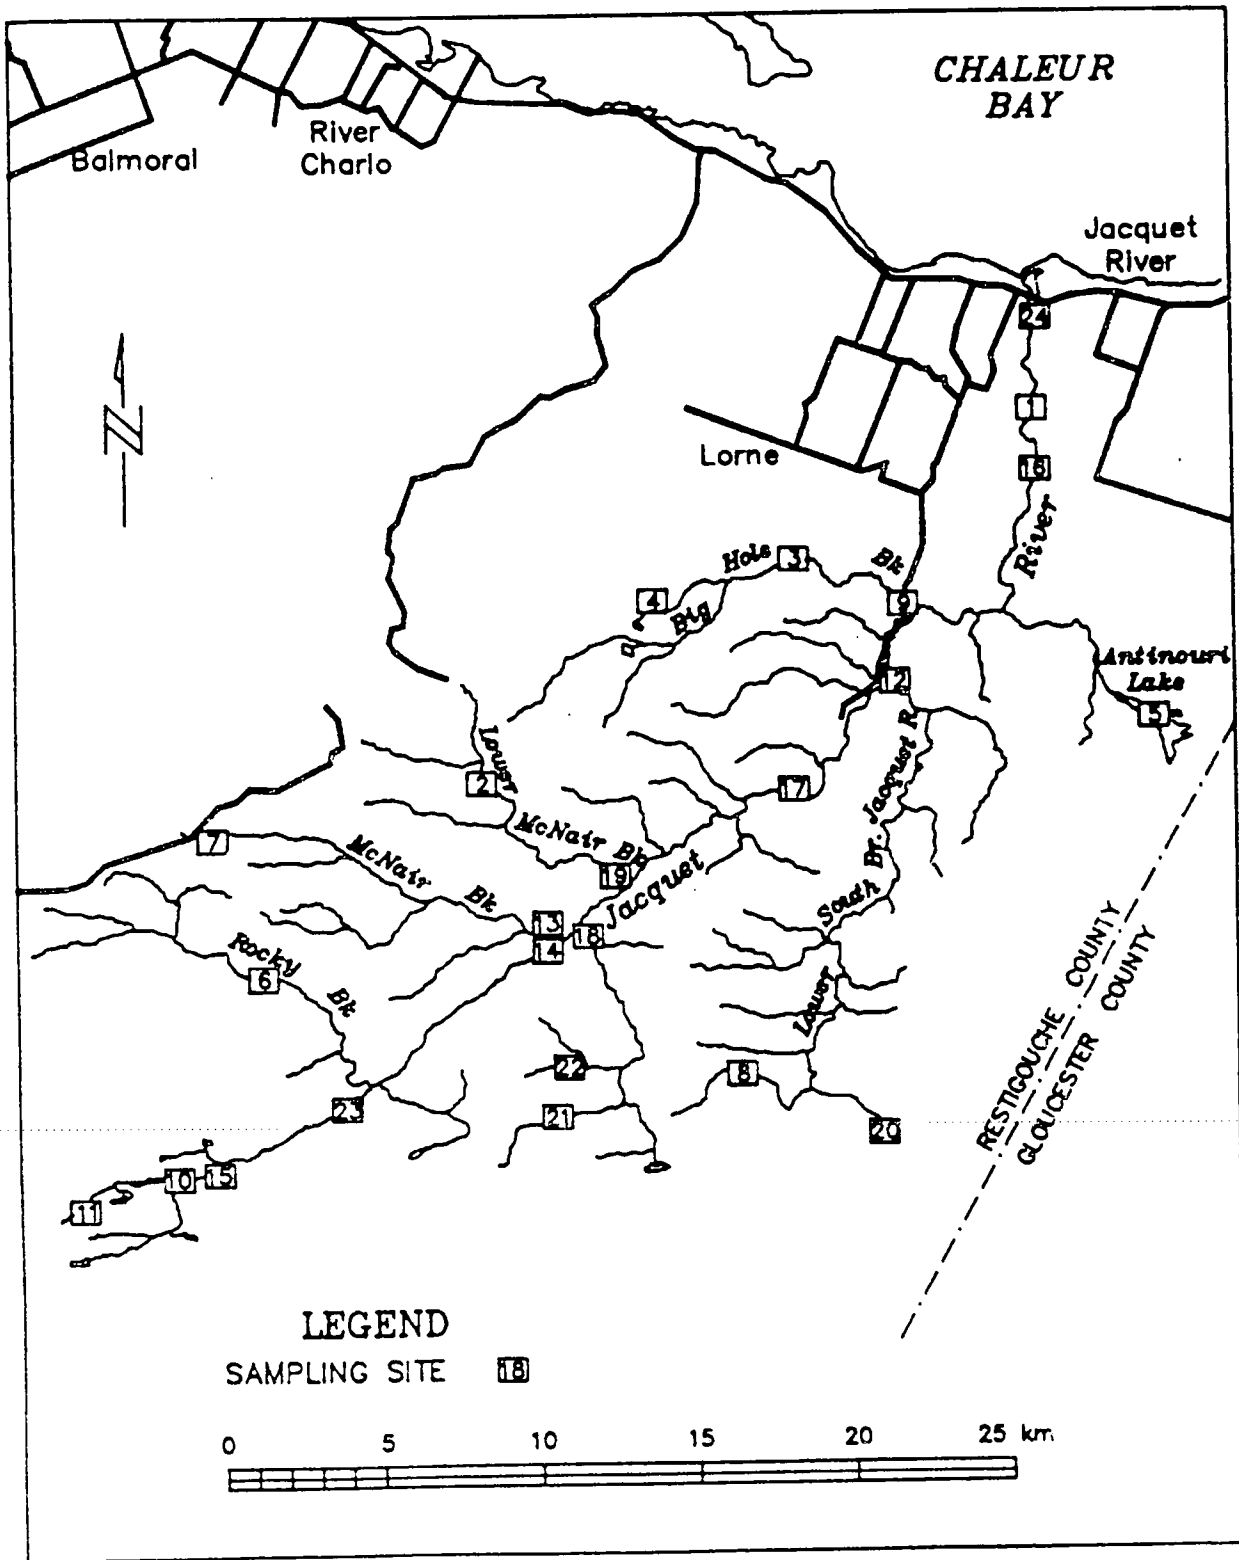 CHALEUR
BAY
River
Charlo
Balmoral
Jacquet
River
24
1
Lorne
16
River
Hole
3
Bk
4
Big
9
Antinouri
Lake
12
5
Lower
2
Jacquet R.
17
7
McNair
McNair Bk
Br.
19
Bk
Jacquet
South
13
18
14
Rocky
6
Bk
Lower
RESTIGOUCHE COUNTY
GLOUCESTER COUNTY
22
8
23
21
20
10
15
11
LEGEND
SAMPLING SITE 18
0 5 10 15 20 25 km
N